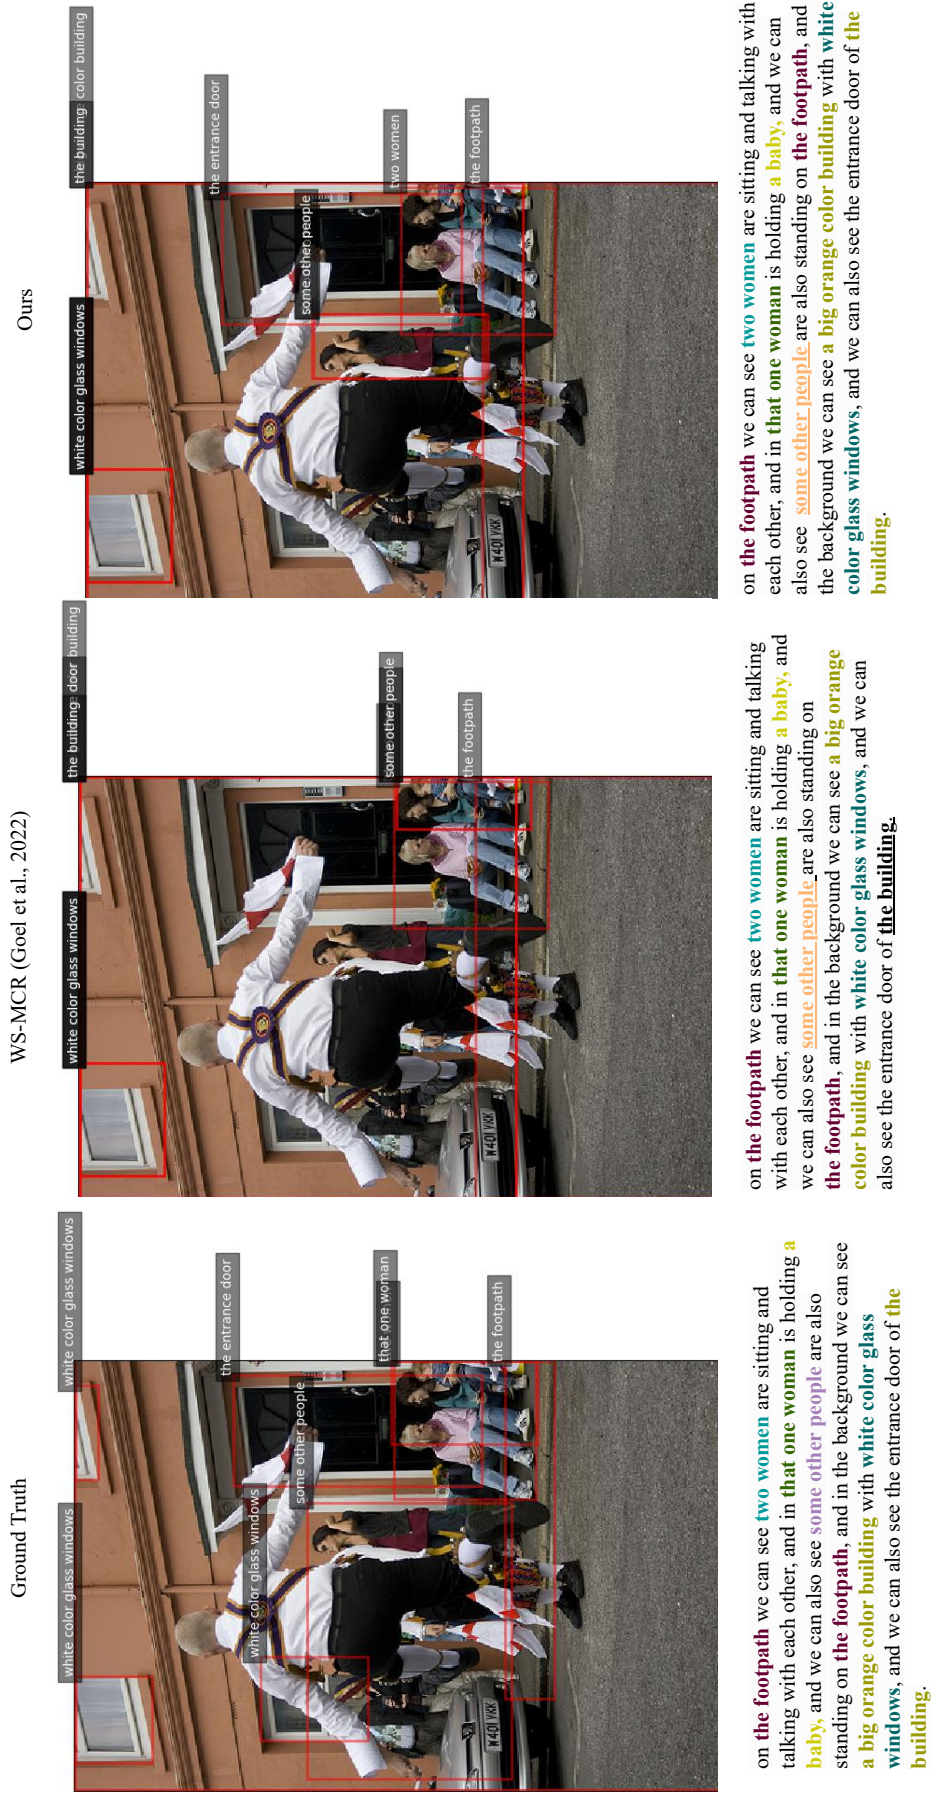 Ground Truth
white color glass windows
white color glass windows
the entrance door
white color glass windows
some other people
that one woman
the footpath
on the footpath we can see two women are sitting and
talking with each other, and in that one woman is holding a
baby, and we can also see some other people are also
standing on the footpath, and in the background we can see
a big orange color building with white color glass
windows, and we can also see the entrance door of the
building.
WS-MCR (Goel et al., 2022)
white color glass windows
the building door building
some other people
the footpath
on the footpath we can see two women are sitting and talking
with each other, and in that one woman is holding a baby, and
we can also see some other people are also standing on
the footpath, and in the background we can see a big orange
color building with white color glass windows, and we can
also see the entrance door of the building.
Ours
white color glass windows
the building color building
the entrance door
some other people
two women
the footpath
on the footpath we can see two women are sitting and talking with
each other, and in that one woman is holding a baby, and we can
also see some other people are also standing on the footpath, and
the background we can see a big orange color building with white
color glass windows, and we can also see the entrance door of the
building.